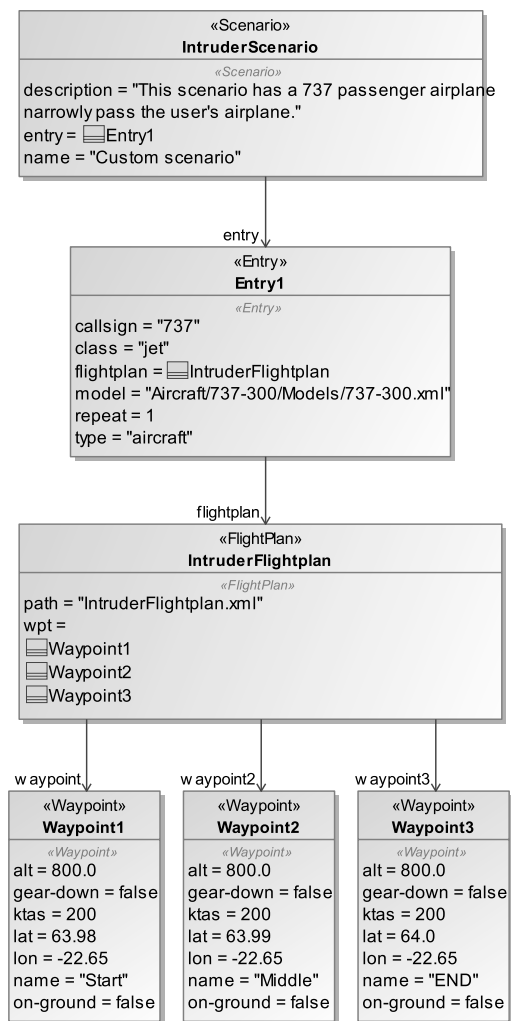 «Scenario»
IntruderScenario
«Scenario»
description = "This scenario has a 737 passenger airplane
narrowly pass the user's airplane."
entry = Entry1
name = "Custom scenario"
entry
«Entry»
Entry1
«Entry»
callsign = "737"
class = "jet"
flightplan = IntruderFlightplan
model = "Aircraft/737-300/Models/737-300.xml"
repeat = 1
type = "aircraft"
flightplan
«FlightPlan»
IntruderFlightplan
«FlightPlan»
path = "IntruderFlightplan.xml"
wpt =
Waypoint1
Waypoint2
Waypoint3
waypoint
«Waypoint»
Waypoint1
«Waypoint»
alt = 800.0
gear-down = false
ktas = 200
lat = 63.98
lon = -22.65
name = "Start"
on-ground = false
waypoint2
«Waypoint»
Waypoint2
«Waypoint»
alt = 800.0
gear-down = false
ktas = 200
lat = 63.99
lon = -22.65
name = "Middle"
on-ground = false
waypoint3
«Waypoint»
Waypoint3
«Waypoint»
alt = 800.0
gear-down = false
ktas = 200
lat = 64.0
lon = -22.65
name = "END"
on-ground = false